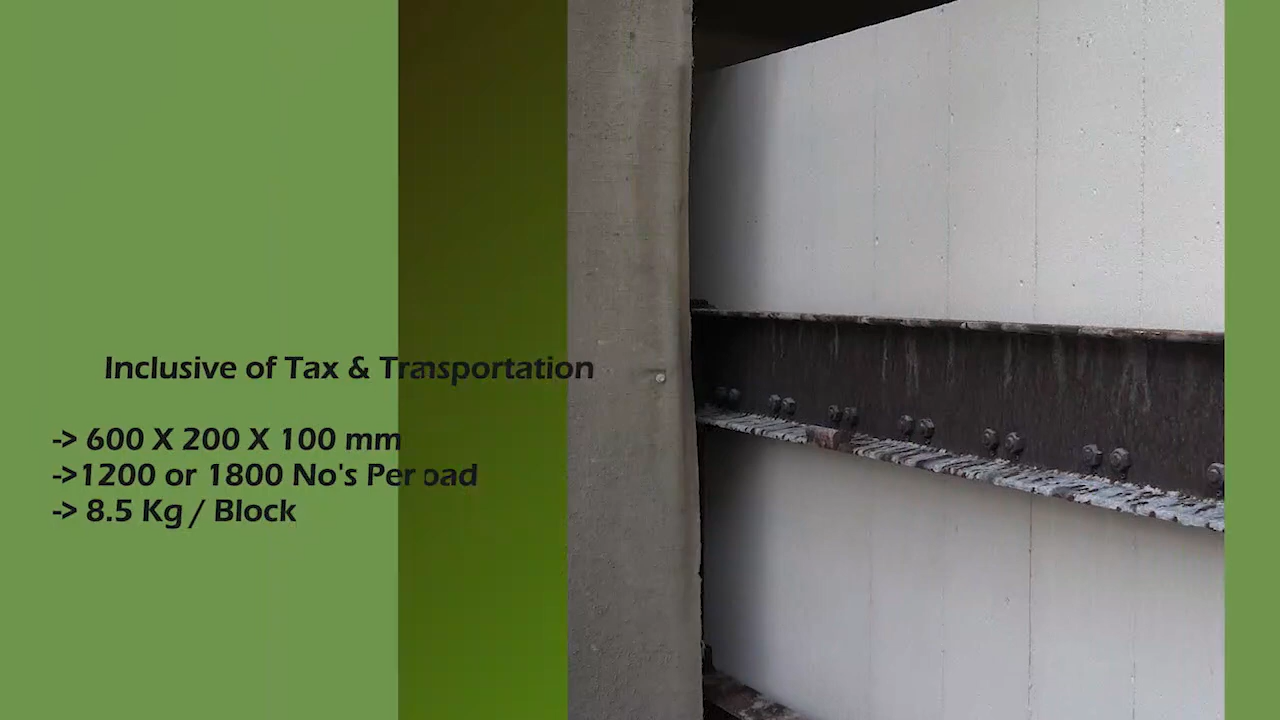 Inclusive of Tax & Transportation
-> 600 X 200 X 100 mm
->1200 or 1800 No's Per oad
-> 8.5 Kg / Block